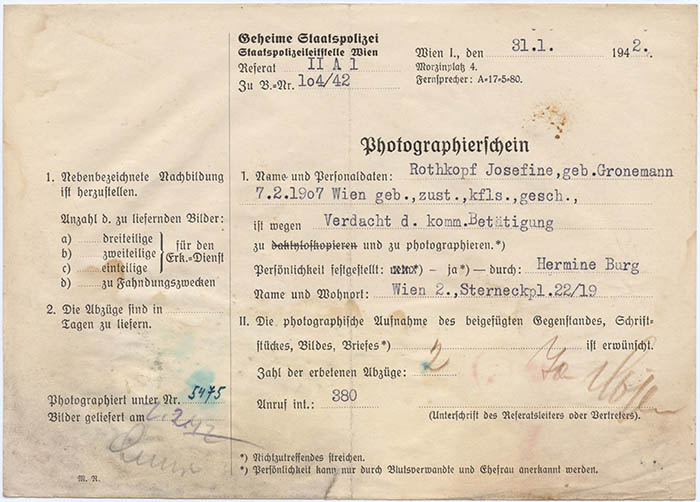 Geheime Staatspolizei
Staatspolizeileitstelle Wien
Referat II A 1
Zu B.=Nr. 1o4/42
Wien I., den 31.1. 1942.
Morzinplatz 4.
Fernsprecher: A=17=5=80.
Photographierschein
1. Nebenbezeichnete Nachbildung
ist herzustellen.
Anzahl d. zu liefernden Bilder:
a) dreiteilige
b) zweiteilige
c) einteilige
für den
Erk.=Dienst
d) zu Fahndungszwecken
2. Die Abzüge sind in
Tagen zu liefern.
Photographiert unter Nr. 5475
Bilder geliefert am
M. N.
I. Name und Personaldaten: Rothkopf Josefine,geb.Gronemann
7.2.19o7 Wien geb.,zust.,kfls.,gesch.,
ist wegen Verdacht d. komm.Betätigung
zu daktyloskopieren und zu photographieren.*)
Persönlichkeit festgestellt: – ja*) – durch: Hermine Burg
Name und Wohnort: Wien 2.,Sterneckpl.22/19
II. Die photographische Aufnahme des beigefügten Gegenstandes, Schrift=
stückes, Bildes, Briefes*) ist erwünscht.
Zahl der erbetenen Abzüge: 2
Anruf int.: 380
(Unterschrift des Referatsleiters oder Vertreters).
*) Nichtzutreffendes streichen.
*) Persönlichkeit kann nur durch Blutsverwandte und Ehefrau anerkannt werden.